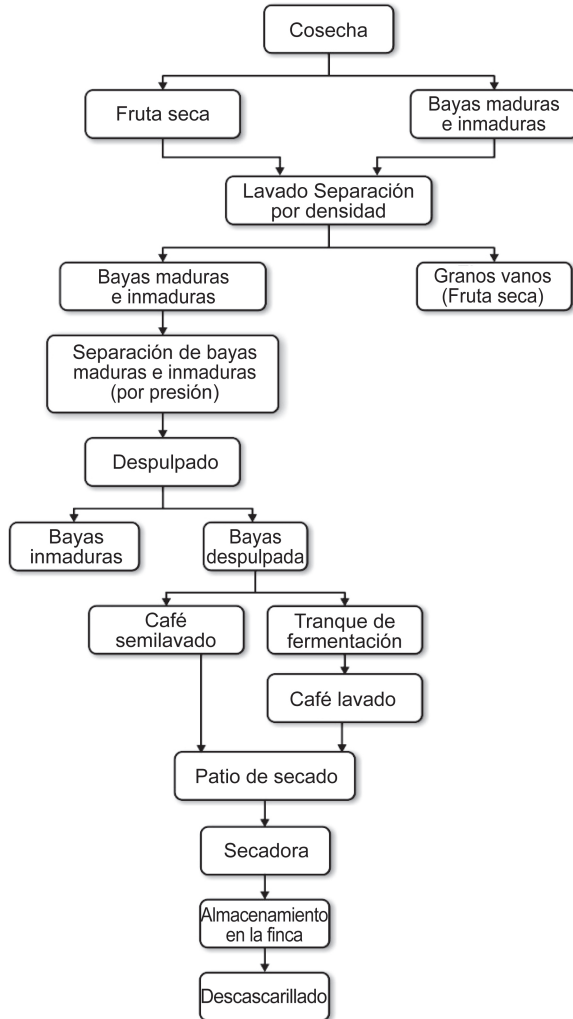 Cosecha
Fruta seca
Bayas maduras
e inmaduras
Lavado Separación
por densidad
Bayas maduras
e inmaduras
Granos vanos
(Fruta seca)
Separación de bayas
maduras e inmaduras
(por presión)
Despulpado
Bayas
inmaduras
Bayas
despulpada
Café
semilavado
Tranque de
fermentación
Café lavado
Patio de secado
Secadora
Almacenamiento
en la finca
Descascarillado